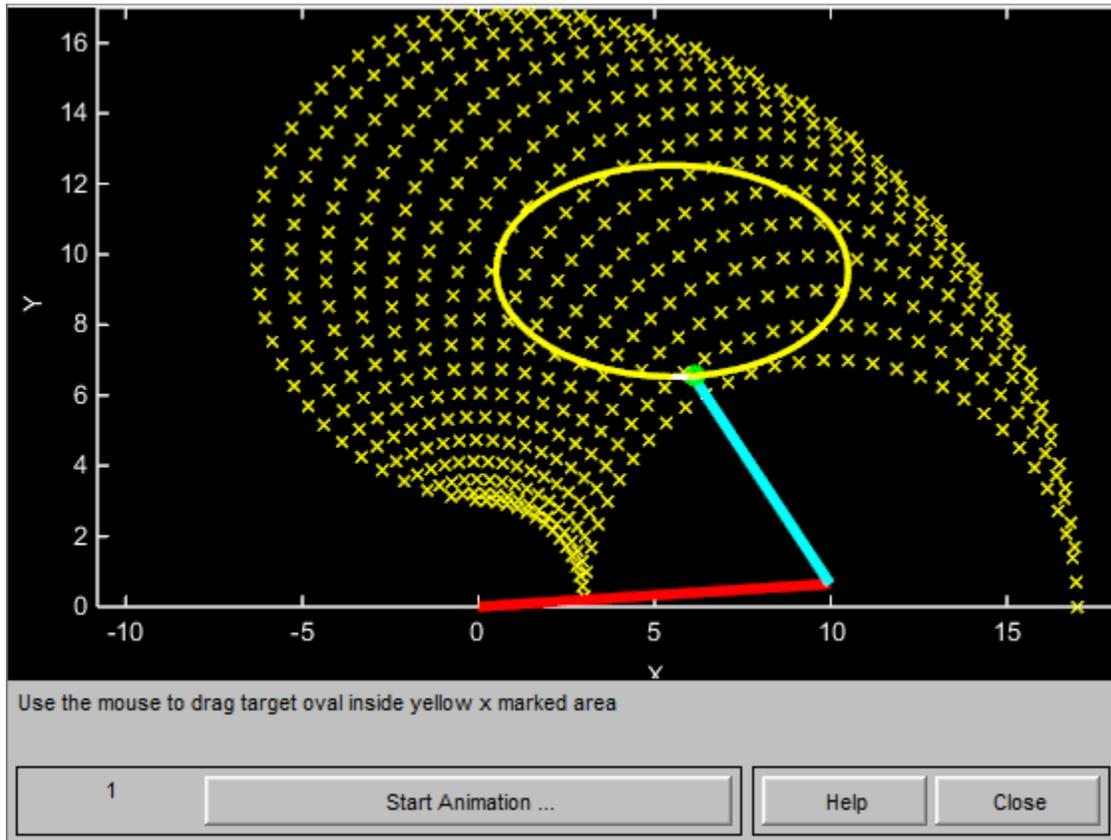 16
14
12
10
8
6
4
2
0
Y
-10 -5 0 5 10 15
X
Use the mouse to drag target oval inside yellow x marked area
1 Start Animation ... Help Close